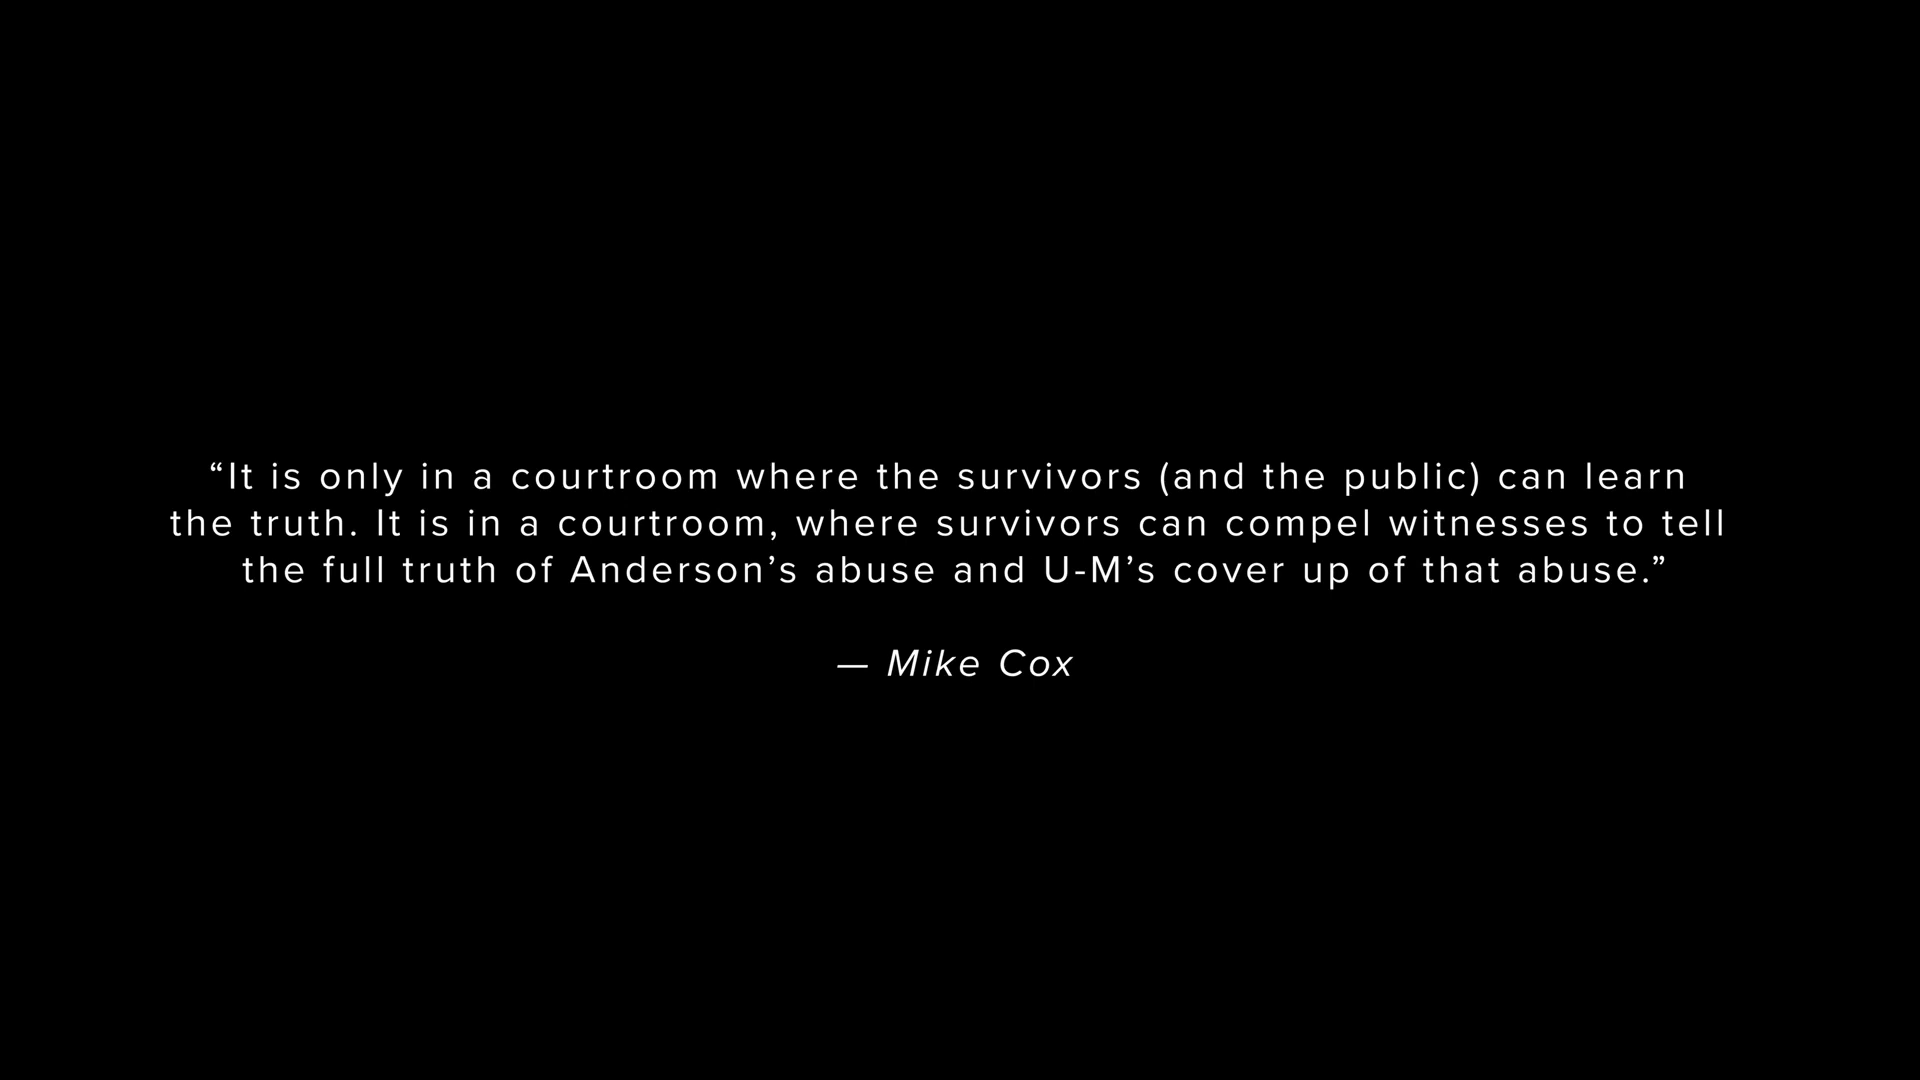 “It is only in a courtroom where the survivors (and the public) can learn
the truth. It is in a courtroom, where survivors can compel witnesses to tell
the full truth of Anderson’s abuse and U-M’s cover up of that abuse.”
— Mike Cox